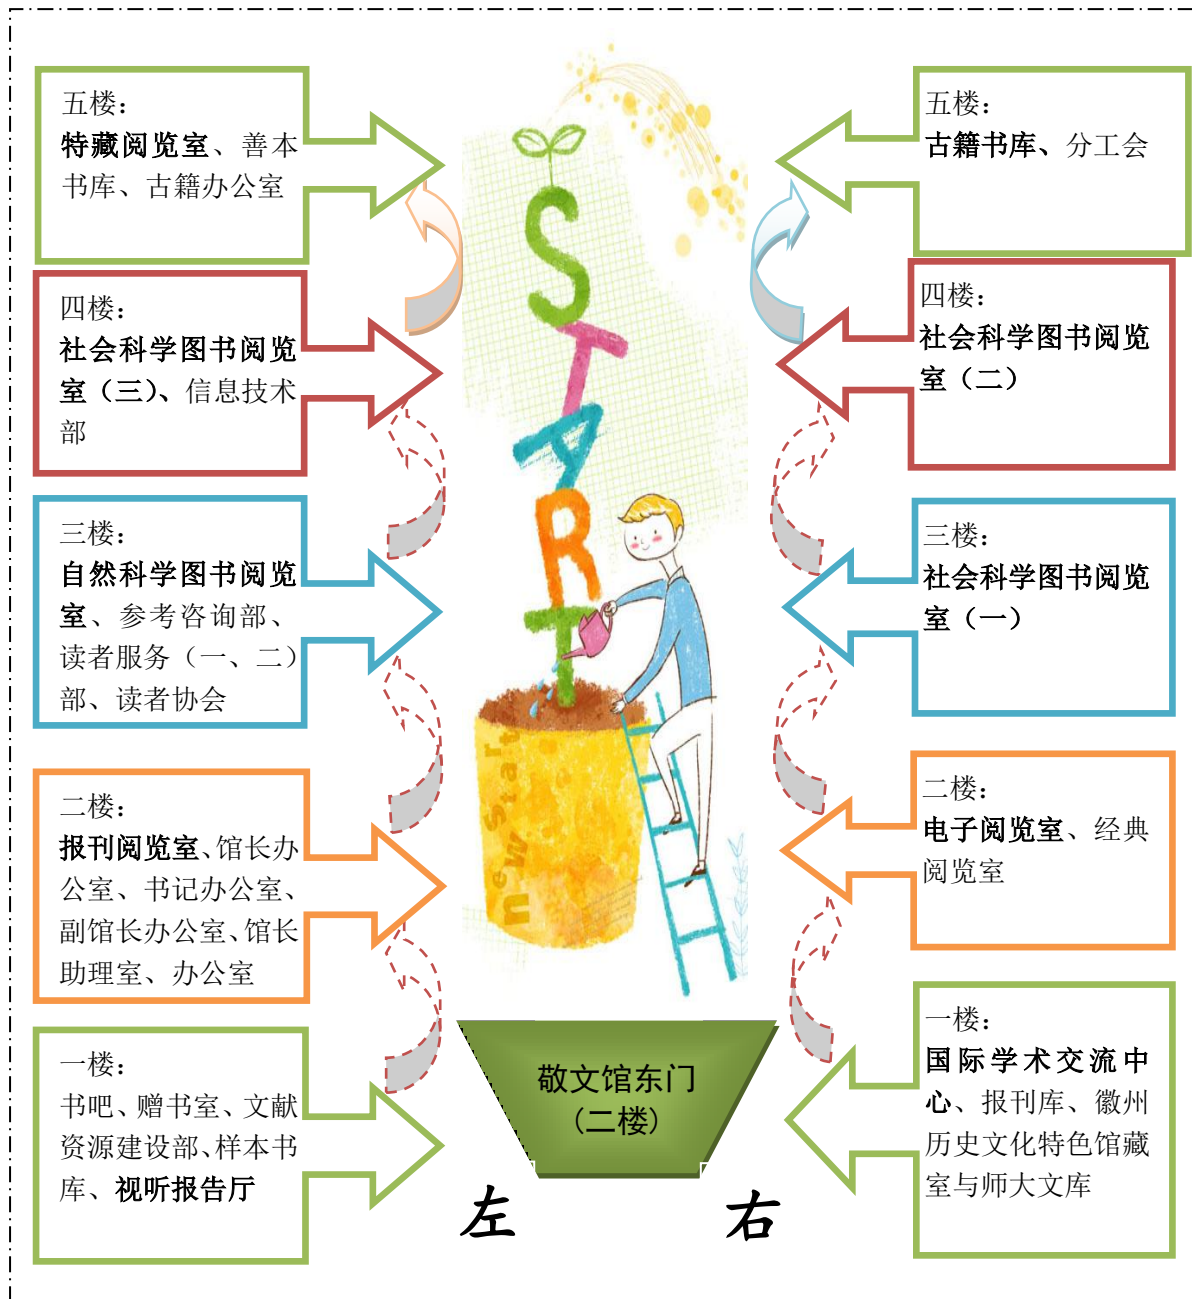 五楼：
特藏阅览室、善本
书库、古籍办公室
五楼：
古籍书库、分工会
四楼：
社会科学图书阅览
室（三）、信息技术
部
四楼：
社会科学图书阅览
室（二）
三楼：
自然科学图书阅览
室、参考咨询部、
读者服务（一、二）
部、读者协会
三楼：
社会科学图书阅览
室（一）
二楼：
报刊阅览室、馆长办
公室、书记办公室、
副馆长办公室、馆长
助理室、办公室
二楼：
电子阅览室、经典
阅览室
一楼：
书吧、赠书室、文献
资源建设部、样本书
库、视听报告厅
一楼：
国际学术交流中
心、报刊库、徽州
历史文化特色馆藏
室与师大文库
START
new Start
敬文馆东门
(二楼)
左 右